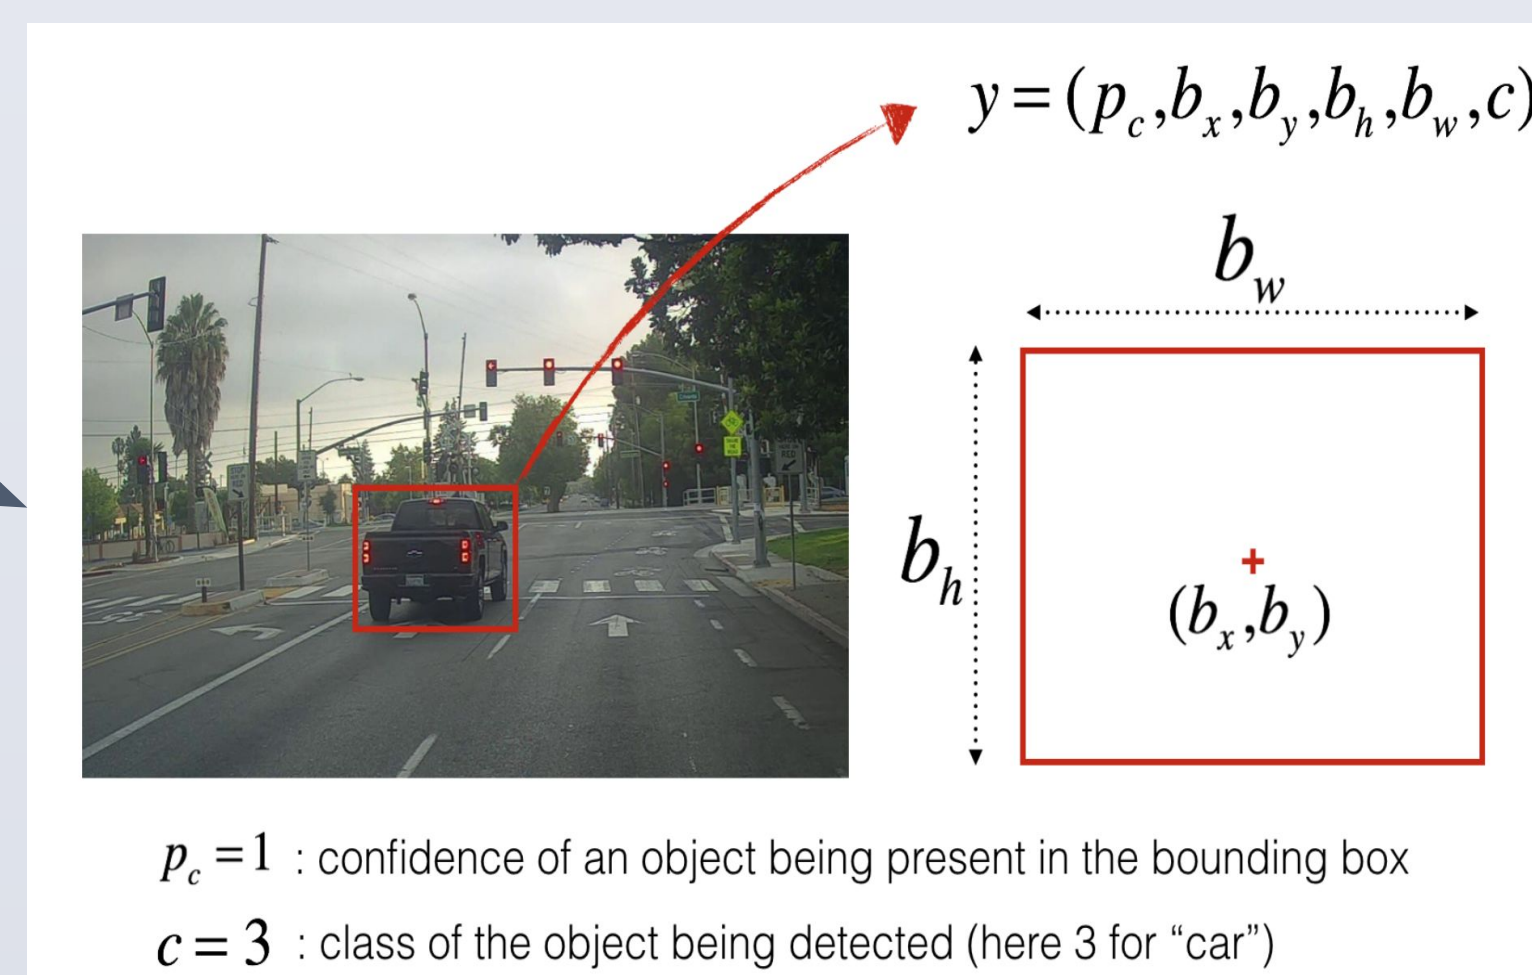 y = (p_c, b_x, b_y, b_h, b_w, c)
b_w
b_h
(b_x, b_y)
p_c = 1 : confidence of an object being present in the bounding box
c = 3 : class of the object being detected (here 3 for “car”)